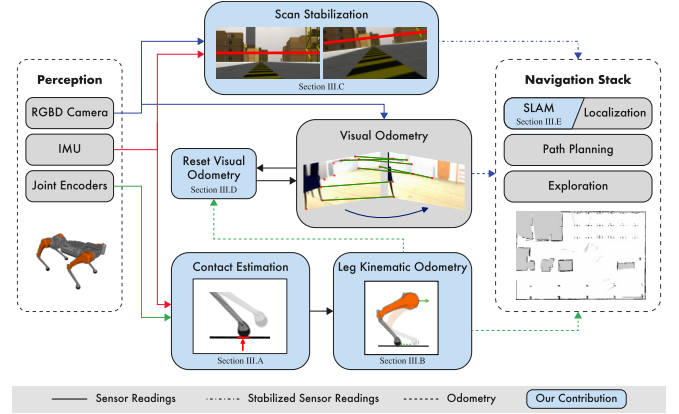 Scan Stabilization
Section III.C
Perception
RGBD Camera
IMU
Joint Encoders
Visual Odometry
Reset Visual
Odometry
Section III.D
Contact Estimation
Section III.A
Leg Kinematic Odometry
Section III.B
Navigation Stack
SLAM
Section III.E
Localization
Path Planning
Exploration
Sensor Readings
Stabilized Sensor Readings
Odometry
Our Contribution